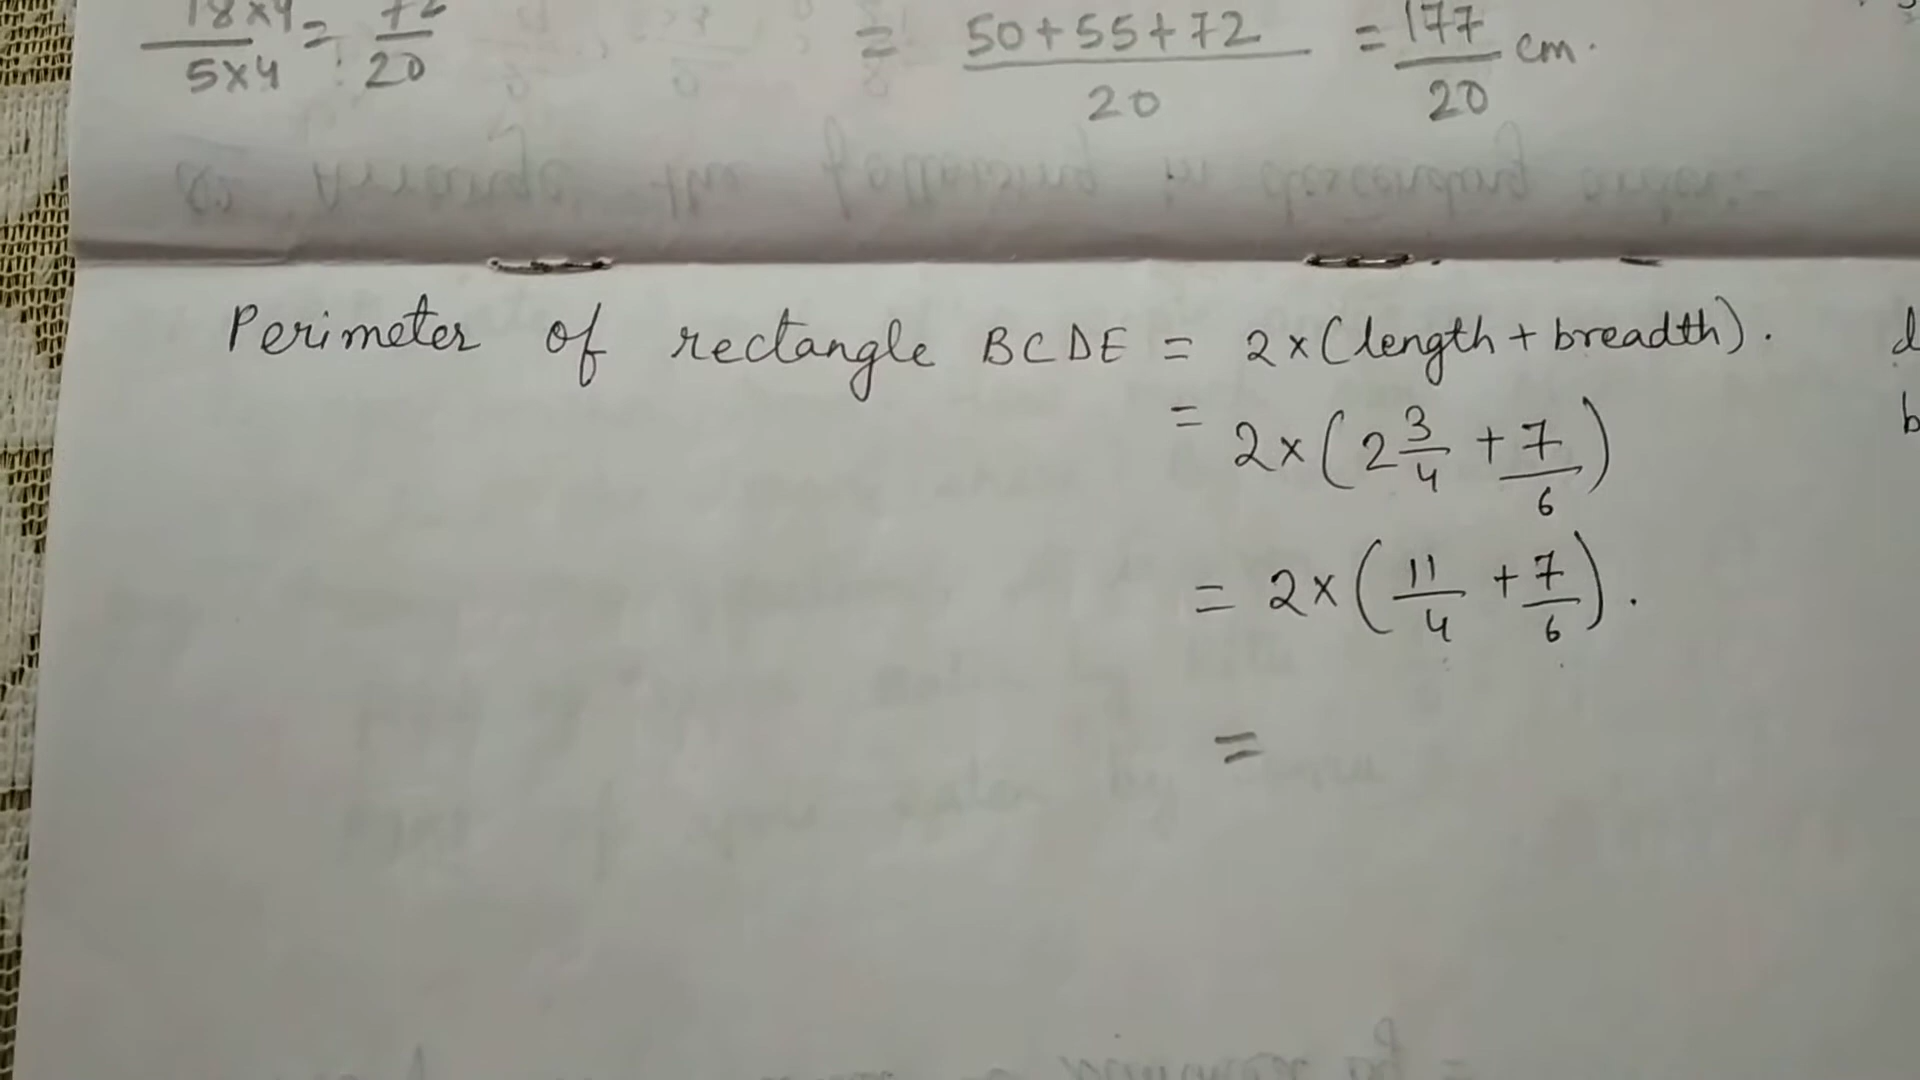 18×4/5×4 = 72/20
= 50+55+72/20 = 177/20 cm.
Perimeter of rectangle BCDE = 2×(length + breadth).
= 2×(2 3/4 + 7/6)
= 2×(11/4 + 7/6).
=